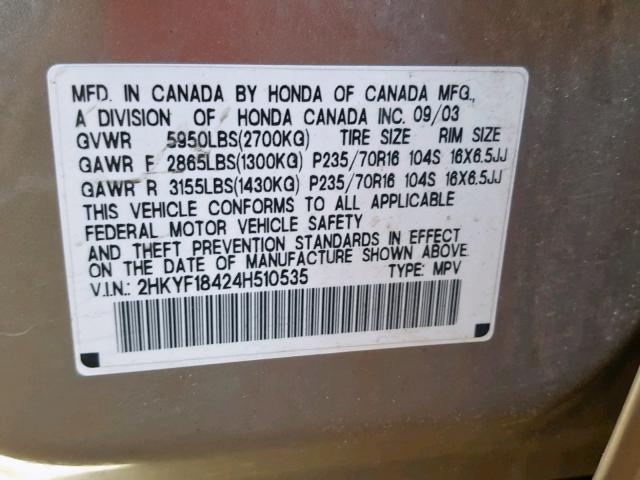 MFD. IN CANADA BY HONDA OF CANADA MFG.,
A DIVISION OF HONDA CANADA INC. 09/03
GVWR 5950LBS(2700KG) TIRE SIZE RIM SIZE
GAWR F 2865LBS(1300KG) P235/70R16 104S 16X6.5JJ
GAWR R 3155LBS(1430KG) P235/70R16 104S 16X6.5JJ
THIS VEHICLE CONFORMS TO ALL APPLICABLE
FEDERAL MOTOR VEHICLE SAFETY
AND THEFT PREVENTION STANDARDS IN EFFECT
ON THE DATE OF MANUFACTURE SHOWN ABOVE.
V.I.N.: 2HKYF18424H510535 TYPE: MPV